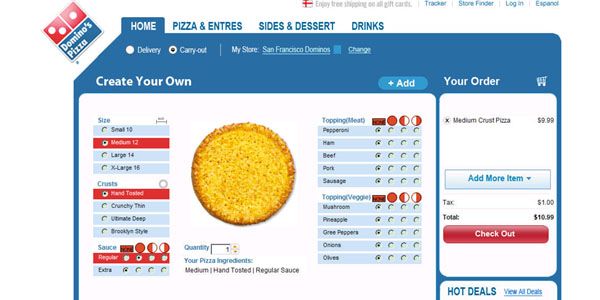 Enjoy free shipping on all gift cards. Tracker Store Finder Log In Espanol
Domino's Pizza
HOME PIZZA & ENTRES SIDES & DESSERT DRINKS
Delivery Carry-out My Store: San Francisco Dominos Change
Create Your Own
+ Add
Your Order
Size
Small 10
Medium 12
Large 14
X-Large 16
Crusts
Hand Tosted
Crunchy Thin
Ultimate Deep
Brooklyn Style
Sauce NONE
Regular
Extra
Quantity 1
Your Pizza Ingredients:
Medium | Hand Tosted | Regular Sauce
Topping(Meat) NONE
Pepperoni
Ham
Beef
Pork
Sausage
Topping(Veggie) NONE
Mushroom
Pineapple
Gree Peppers
Onions
Olives
x Medium Crust Pizza $9.99
Add More Item
Tax: $1.00
Total: $10.99
Check Out
HOT DEALS View All Deals